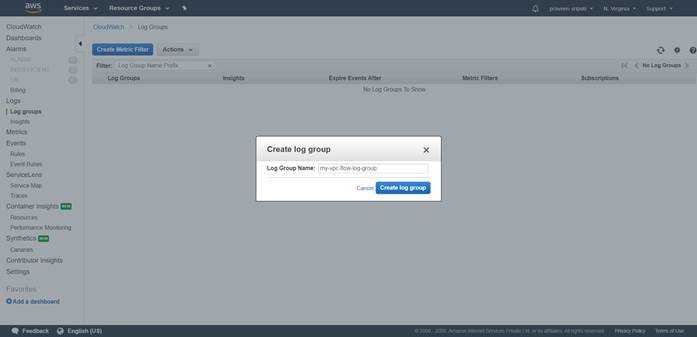 aws
Services
Resource Groups
praveen sripati
N. Virginia
Support
CloudWatch
Dashboards
Alarms
ALARM
INSUFFICIENT
OK
Billing
Logs
Log groups
Insights
Metrics
Events
Rules
Event Buses
ServiceLens
Service Map
Traces
Container Insights NEW
Resources
Performance Monitoring
Synthetics NEW
Canaries
Contributor Insights
Settings
Favorites
Add a dashboard
CloudWatch > Log Groups
Create Metric Filter
Actions
Filter: Log Group Name Prefix
No Log Groups
Log Groups Insights Expire Events After Metric Filters Subscriptions
No Log Groups To Show
Create log group
Log Group Name: my-vpc-flow-log-group
Cancel Create log group
Feedback English (US)
© 2008 - 2020, Amazon Internet Services Private Ltd. or its affiliates. All rights reserved.
Privacy Policy Terms of Use